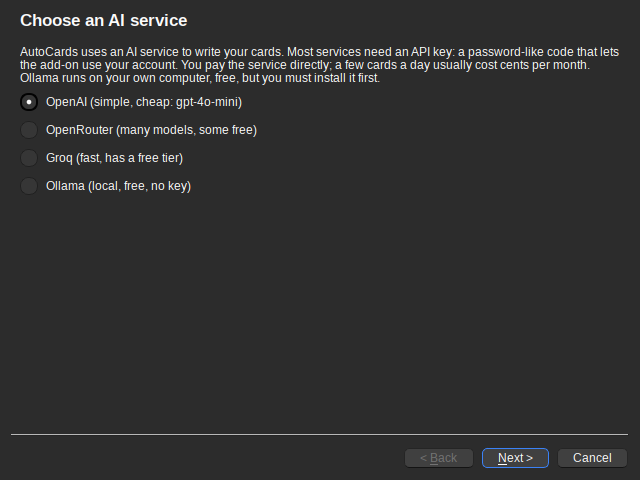 Choose an AI service
AutoCards uses an AI service to write your cards. Most services need an API key: a password-like code that lets
the add-on use your account. You pay the service directly; a few cards a day usually cost cents per month.
Ollama runs on your own computer, free, but you must install it first.
OpenAI (simple, cheap: gpt-4o-mini)
OpenRouter (many models, some free)
Groq (fast, has a free tier)
Ollama (local, free, no key)
< Back
Next >
Cancel